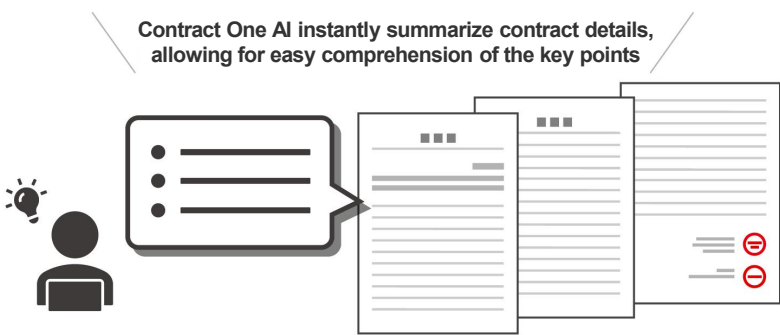 Contract One AI instantly summarize contract details,
allowing for easy comprehension of the key points